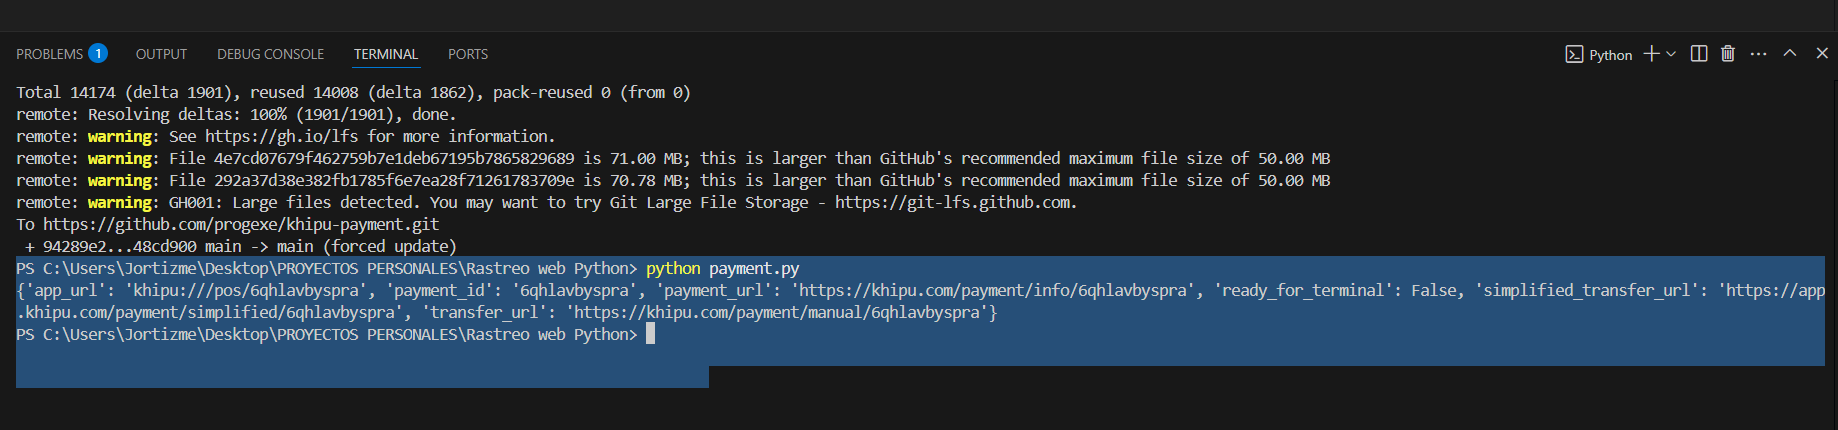 PROBLEMS 1 OUTPUT DEBUG CONSOLE TERMINAL PORTS Python
Total 14174 (delta 1901), reused 14008 (delta 1862), pack-reused 0 (from 0)
remote: Resolving deltas: 100% (1901/1901), done.
remote: warning: See https://gh.io/lfs for more information.
remote: warning: File 4e7cd07679f462759b7e1deb67195b7865829689 is 71.00 MB; this is larger than GitHub's recommended maximum file size of 50.00 MB
remote: warning: File 292a37d38e382fb1785f6e7ea28f71261783709e is 70.78 MB; this is larger than GitHub's recommended maximum file size of 50.00 MB
remote: warning: GH001: Large files detected. You may want to try Git Large File Storage - https://git-lfs.github.com.
To https://github.com/progexe/khipu-payment.git
 + 94289e2...48cd900 main -> main (forced update)
PS C:\Users\Jortizme\Desktop\PROYECTOS PERSONALES\Rastreo web Python> python payment.py
{'app_url': 'khipu:///pos/6qhlavbyspra', 'payment_id': '6qhlavbyspra', 'payment_url': 'https://khipu.com/payment/info/6qhlavbyspra', 'ready_for_terminal': False, 'simplified_transfer_url': 'https://app
.khipu.com/payment/simplified/6qhlavbyspra', 'transfer_url': 'https://khipu.com/payment/manual/6qhlavbyspra'}
PS C:\Users\Jortizme\Desktop\PROYECTOS PERSONALES\Rastreo web Python>